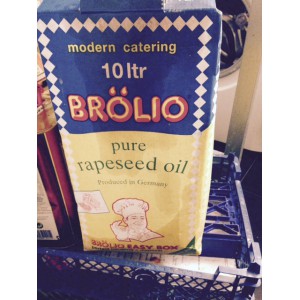 modern catering
10 ltr
BRÖLIO
pure
rapeseed oil
Produced in Germany
BRÖLIO EASY BOX